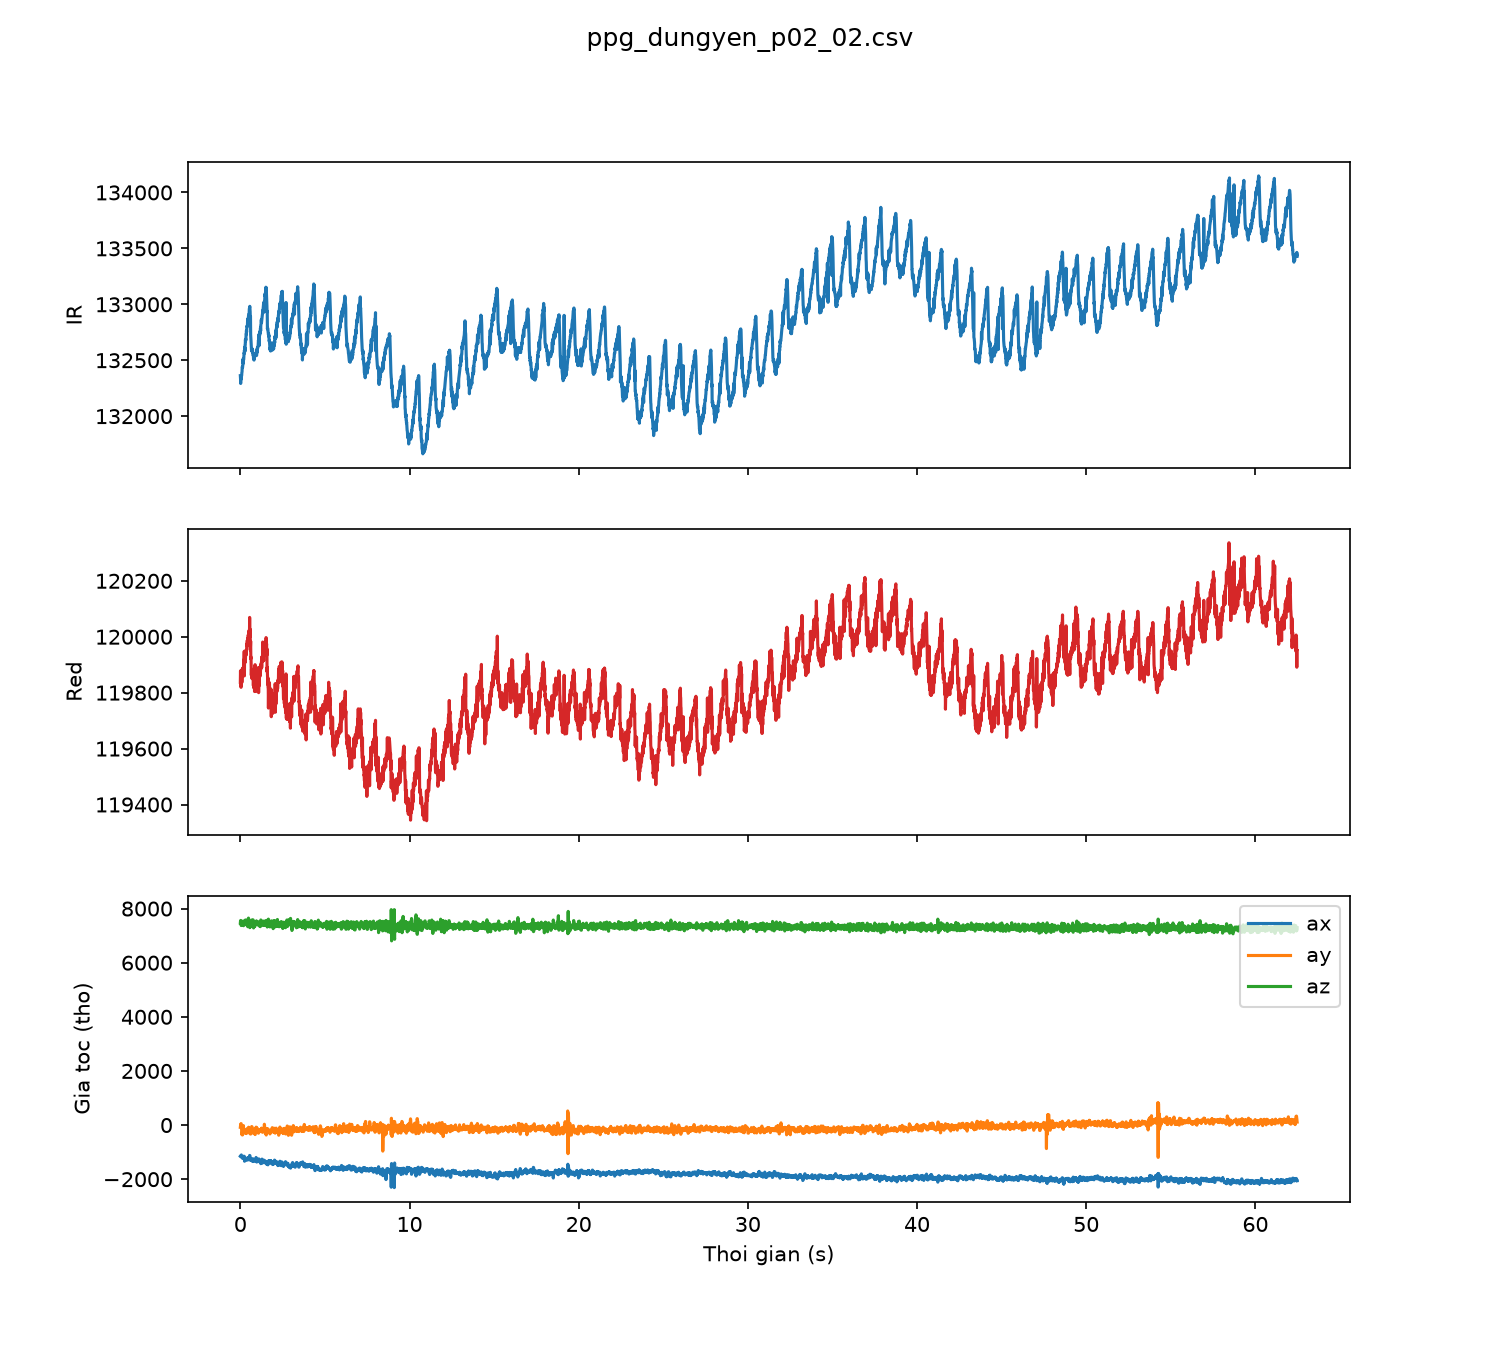 ppg_dungyen_p02_02.csv
134000
133500
133000
132500
132000
IR
120200
120000
119800
119600
119400
Red
8000
6000
4000
2000
0
−2000
Gia toc (tho)
ax
ay
az
0 10 20 30 40 50 60
Thoi gian (s)